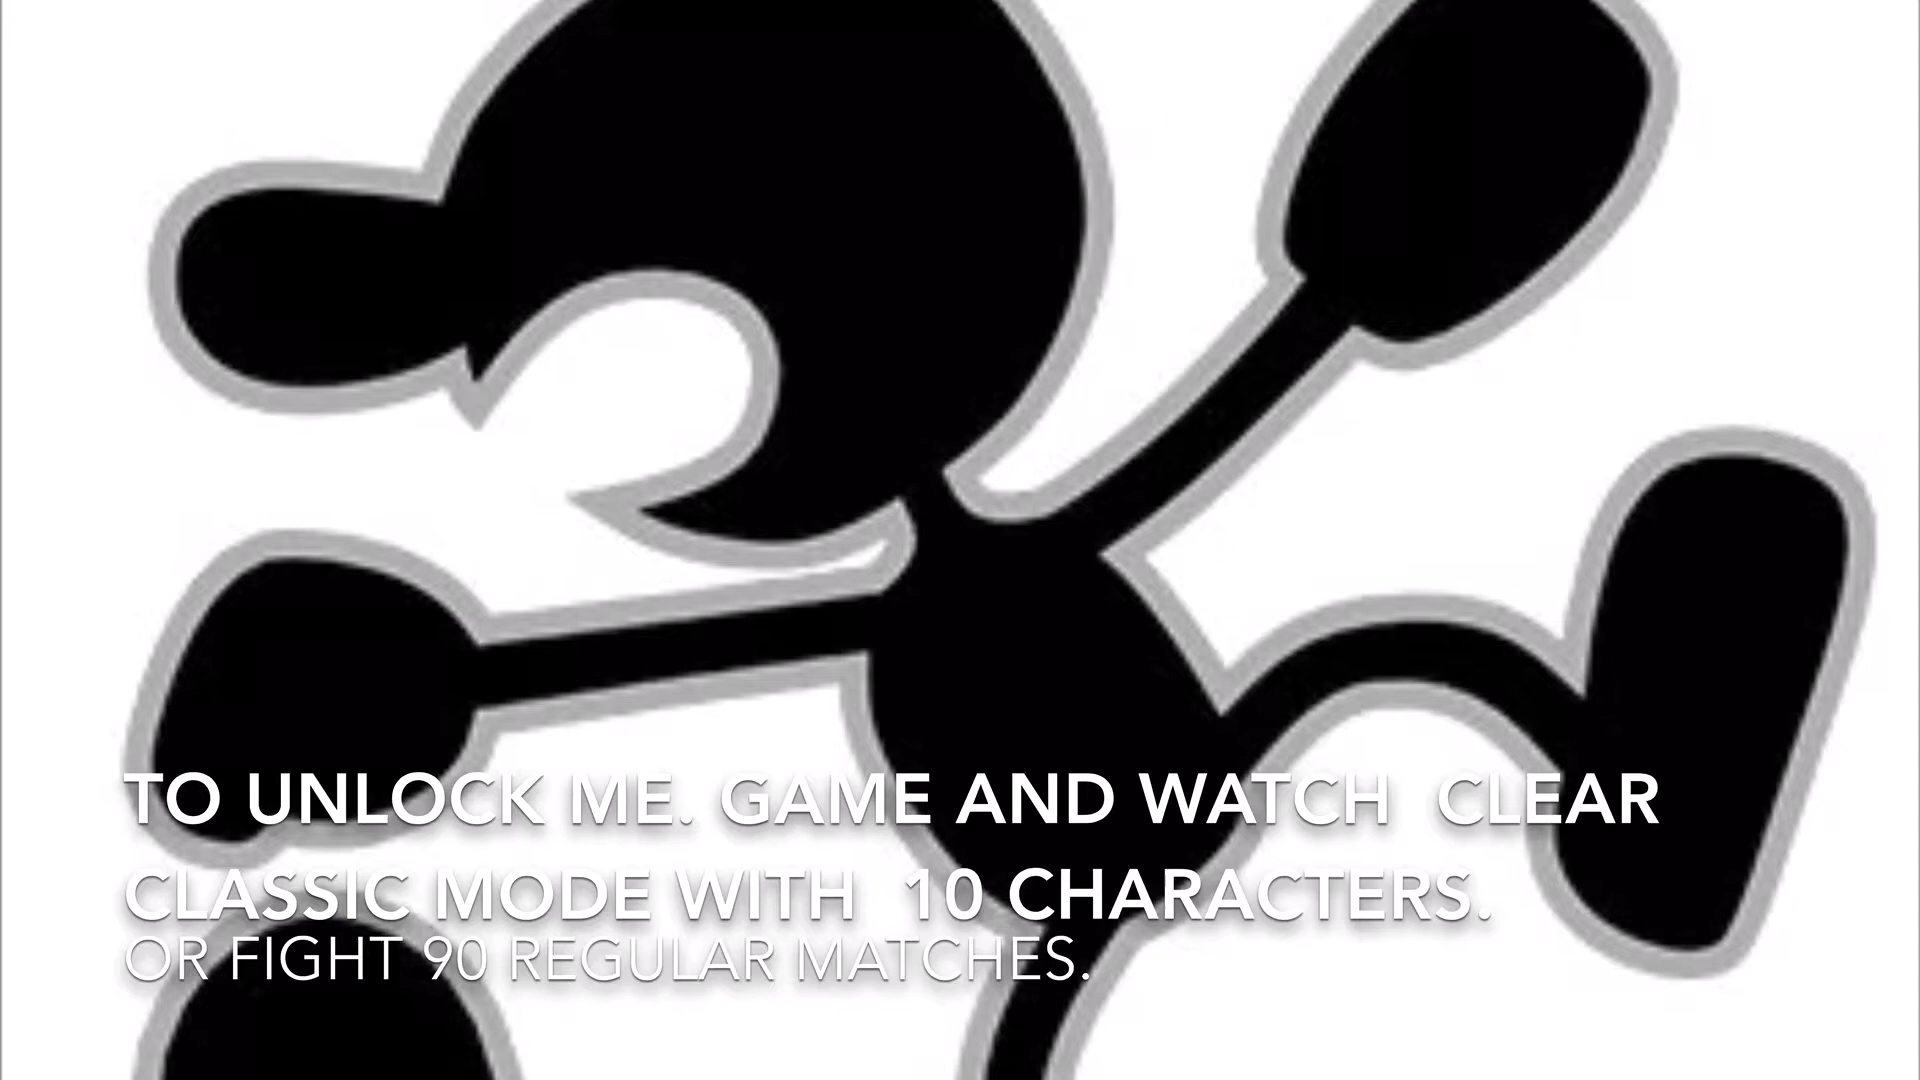 TO UNLOCK ME. GAME AND WATCH  CLEAR
CLASSIC MODE WITH  10 CHARACTERS.
OR FIGHT 90 REGULAR MATCHES.